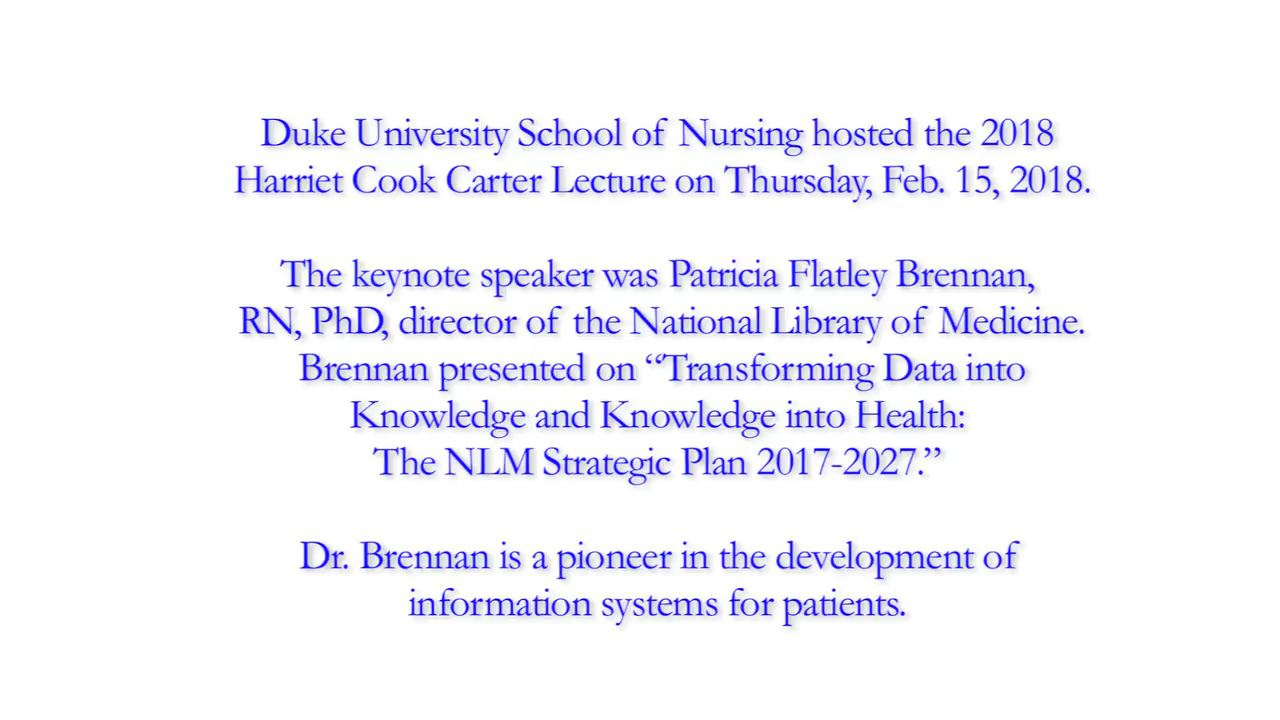 Duke University School of Nursing hosted the 2018
Harriet Cook Carter Lecture on Thursday, Feb. 15, 2018.
The keynote speaker was Patricia Flatley Brennan,
RN, PhD, director of the National Library of Medicine.
Brennan presented on “Transforming Data into
Knowledge and Knowledge into Health:
The NLM Strategic Plan 2017-2027.”
Dr. Brennan is a pioneer in the development of
information systems for patients.